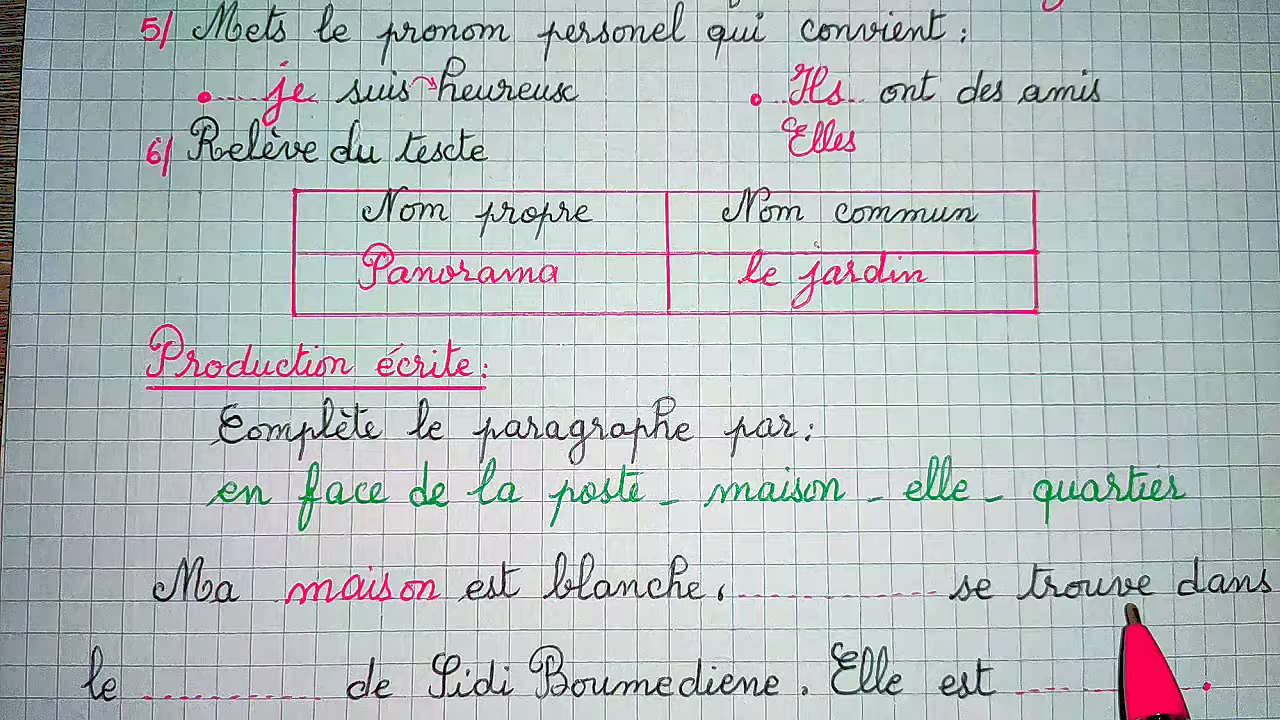 5/ Mets le pronom personel qui convient :
• ..... je suis heureux • Ils ont des amis
Elles
6/ Relève du texte
Nom propre Nom commun
Panorama le jardin
Production écrite :
Complète le paragraphe par :
en face de la poste - maison - elle - quartier
Ma maison est blanche, .................... se trouve dans
le .................. de Sidi Boumediene. Elle est .................. .